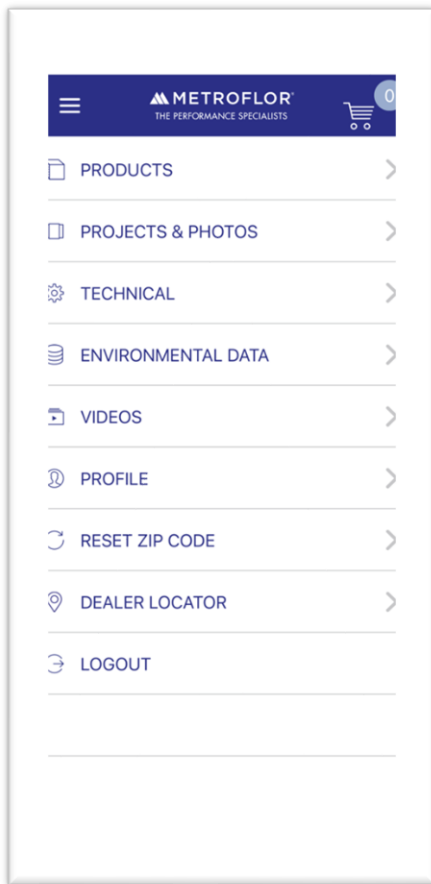 METROFLOR®
THE PERFORMANCE SPECIALISTS
0
PRODUCTS
PROJECTS & PHOTOS
TECHNICAL
ENVIRONMENTAL DATA
VIDEOS
PROFILE
RESET ZIP CODE
DEALER LOCATOR
LOGOUT